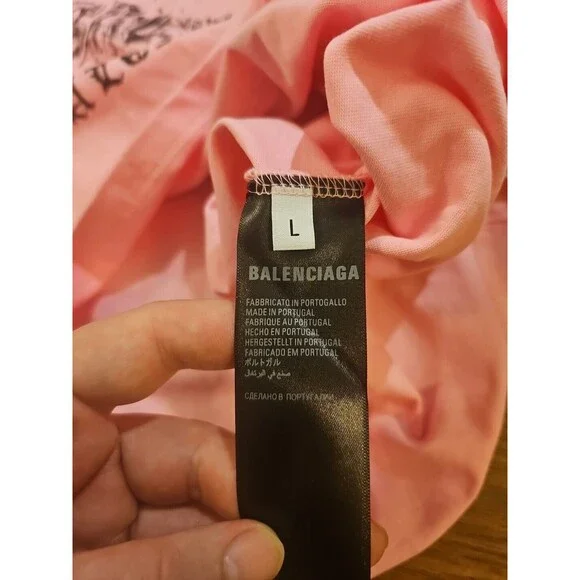 L
BALENCIAGA
FABBRICATO IN PORTOGALLO
MADE IN PORTUGAL
FABRIQUE AU PORTUGAL
HECHO EN PORTUGAL
HERGESTELLT IN PORTUGAL
FABRICADO EM PORTUGAL
ポルトガル
صنع في البرتغال
СДЕЛАНО В ПОРТУГАЛИИ